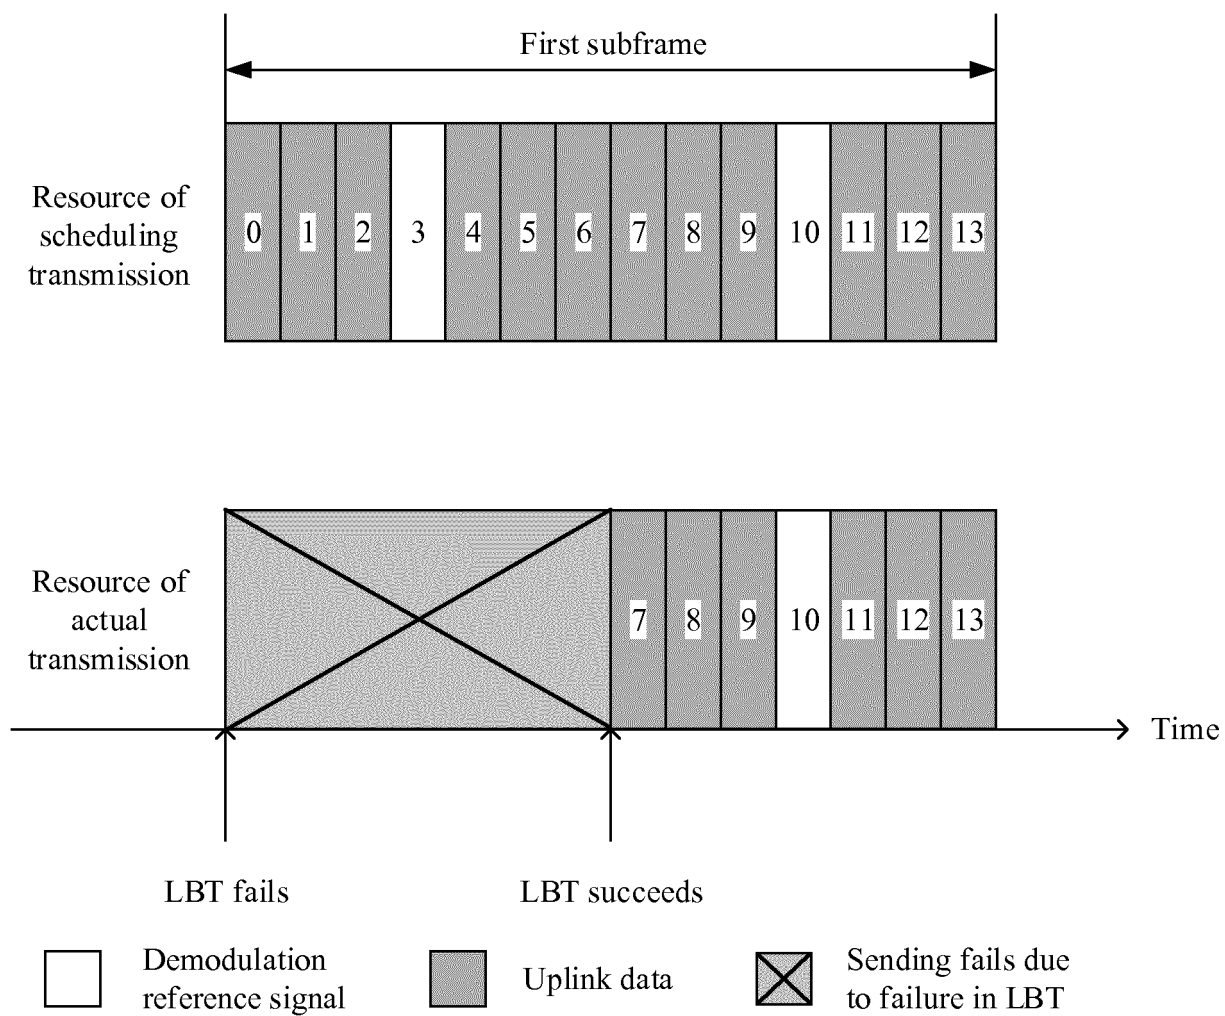 First subframe
Resource of
scheduling
transmission
0 1 2 3 4 5 6 7 8 9 10 11 12 13
Resource of
actual
transmission
7 8 9 10 11 12 13
Time
LBT fails
LBT succeeds
Demodulation
reference signal
Uplink data
Sending fails due
to failure in LBT